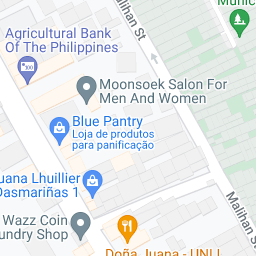 Munic
Malihan St
Agricultural Bank
Of The Philippines
Moonsoek Salon For
Men And Women
Blue Pantry
Loja de produtos
para panificação
uana Lhuillier
Dasmariñas 1
Malihan St
Wazz Coin
undry Shop
Doña Juana - UNLI